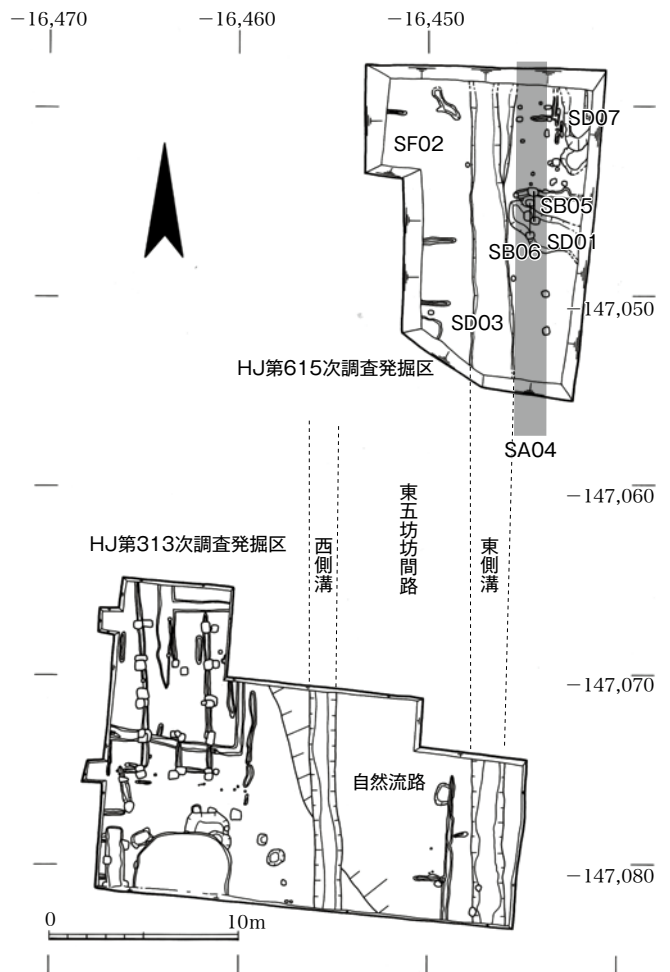 −16,470
−16,460
−16,450
SD07
SF02
SB05
SD01
SB06
−147,050
SD03
HJ第615次調査発掘区
SA04
−147,060
東五坊坊間路
HJ第313次調査発掘区
西側溝
東側溝
−147,070
自然流路
−147,080
0
10m